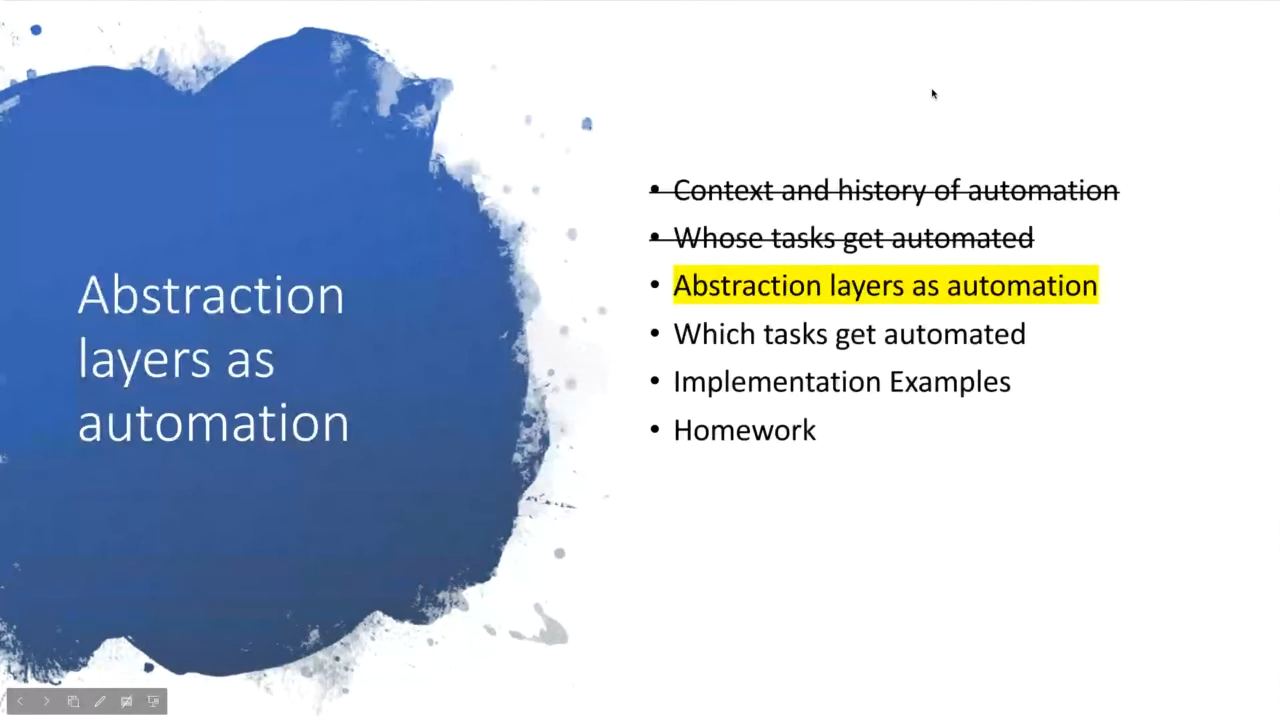 Abstraction
layers as
automation
• Context and history of automation
• Whose tasks get automated
• Abstraction layers as automation
• Which tasks get automated
• Implementation Examples
• Homework